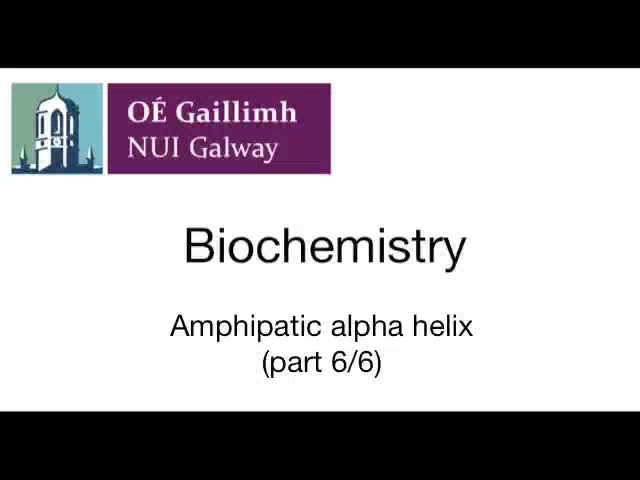 OÉ Gaillimh
NUI Galway
Biochemistry
Amphipatic alpha helix
(part 6/6)